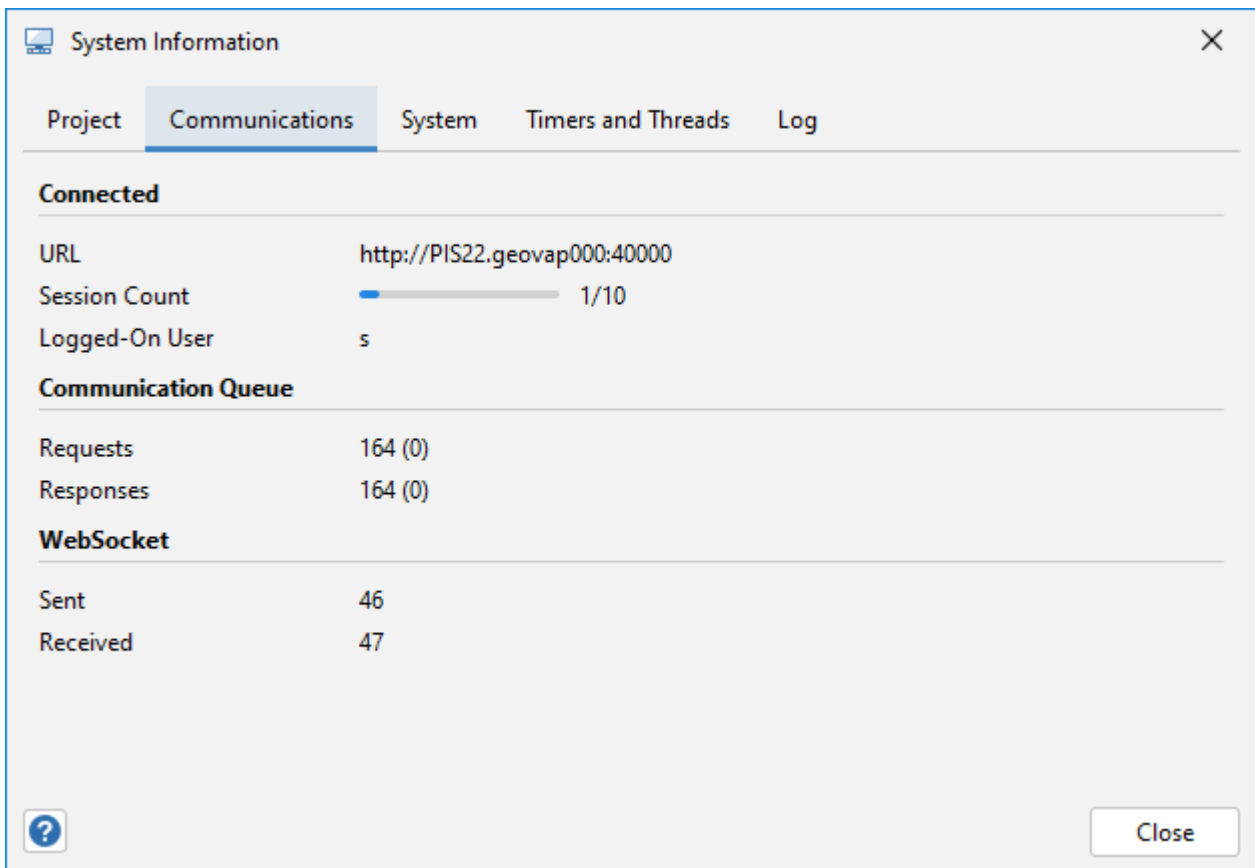 System Information
Project Communications System Timers and Threads Log
Connected
URL http://PIS22.geovap000:40000
Session Count 1/10
Logged-On User s
Communication Queue
Requests 164 (0)
Responses 164 (0)
WebSocket
Sent 46
Received 47
?
Close